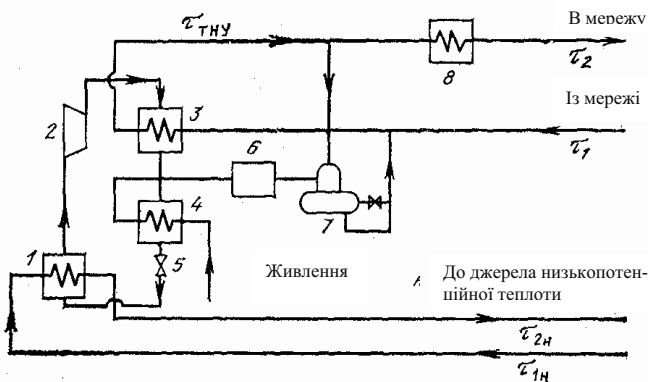 τТНУ
В мережу
τ2
8
Із мережі
τ1
2
3
6
4
7
1
5
Живлення
До джерела низькопотен-
ційної теплоти
τ2н
τ1н